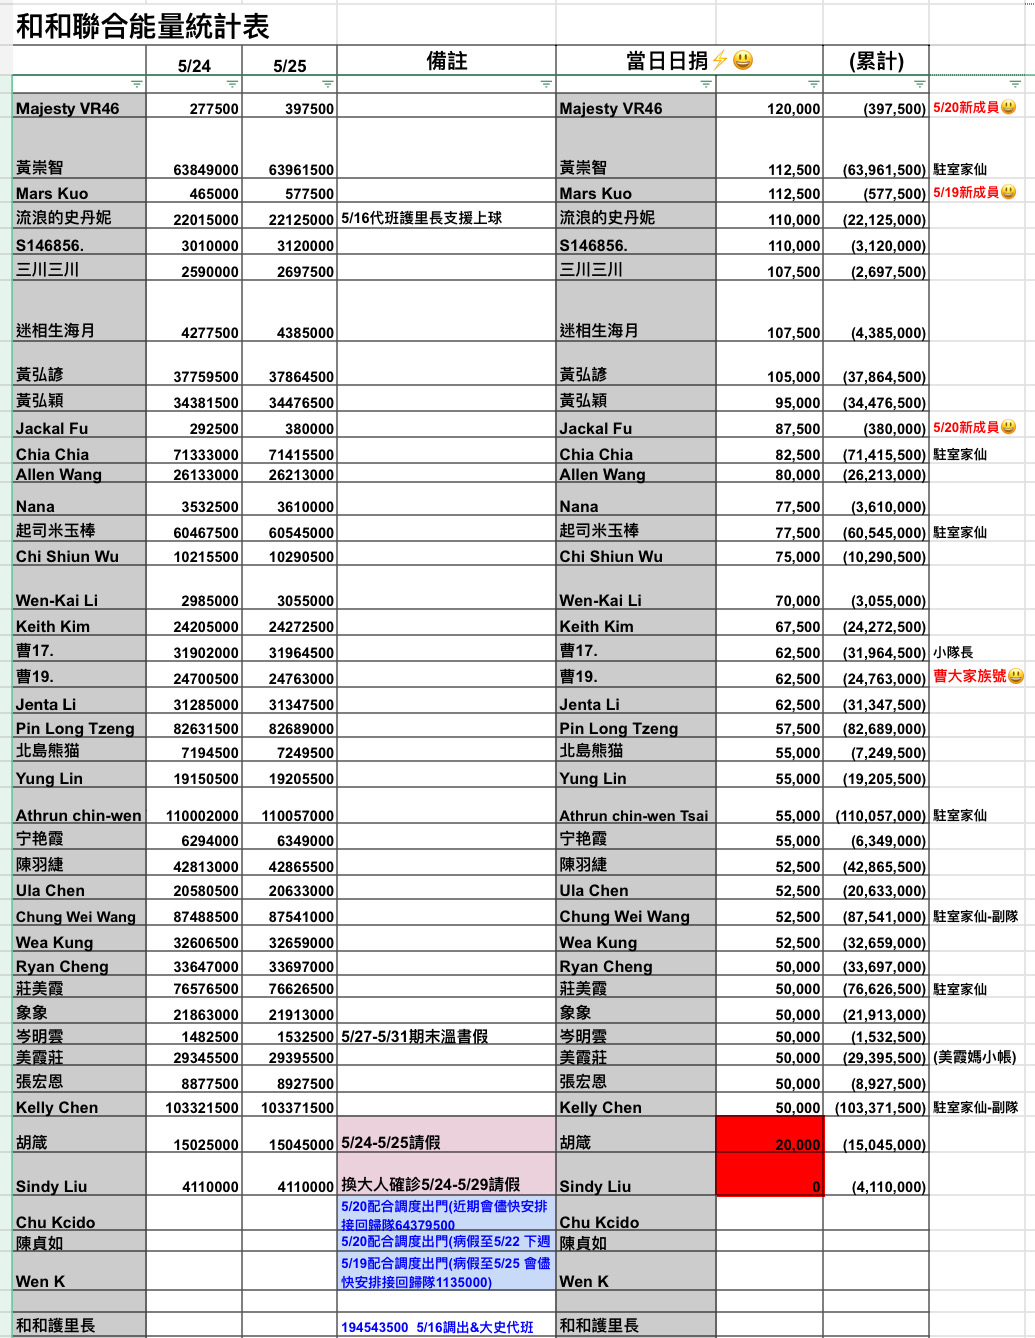 和和聯合能量統計表
5/24 5/25 備註 當日日捐⚡😃 (累計)
Majesty VR46 277500 397500 Majesty VR46 120,000 (397,500) 5/20新成員😃
黃崇智 63849000 63961500 黃崇智 112,500 (63,961,500) 駐室家仙
Mars Kuo 465000 577500 Mars Kuo 112,500 (577,500) 5/19新成員😃
流浪的史丹妮 22015000 22125000 5/16代班護里長支援上球 流浪的史丹妮 110,000 (22,125,000)
S146856. 3010000 3120000 S146856. 110,000 (3,120,000)
三川三川 2590000 2697500 三川三川 107,500 (2,697,500)
迷相生海月 4277500 4385000 迷相生海月 107,500 (4,385,000)
黃弘諺 37759500 37864500 黃弘諺 105,000 (37,864,500)
黃弘穎 34381500 34476500 黃弘穎 95,000 (34,476,500)
Jackal Fu 292500 380000 Jackal Fu 87,500 (380,000) 5/20新成員😃
Chia Chia 71333000 71415500 Chia Chia 82,500 (71,415,500) 駐室家仙
Allen Wang 26133000 26213000 Allen Wang 80,000 (26,213,000)
Nana 3532500 3610000 Nana 77,500 (3,610,000)
起司米玉棒 60467500 60545000 起司米玉棒 77,500 (60,545,000) 駐室家仙
Chi Shiun Wu 10215500 10290500 Chi Shiun Wu 75,000 (10,290,500)
Wen-Kai Li 2985000 3055000 Wen-Kai Li 70,000 (3,055,000)
Keith Kim 24205000 24272500 Keith Kim 67,500 (24,272,500)
曹17. 31902000 31964500 曹17. 62,500 (31,964,500) 小隊長
曹19. 24700500 24763000 曹19. 62,500 (24,763,000) 曹大家族號😃
Jenta Li 31285000 31347500 Jenta Li 62,500 (31,347,500)
Pin Long Tzeng 82631500 82689000 Pin Long Tzeng 57,500 (82,689,000)
北島熊猫 7194500 7249500 北島熊猫 55,000 (7,249,500)
Yung Lin 19150500 19205500 Yung Lin 55,000 (19,205,500)
Athrun chin-wen 110002000 110057000 Athrun chin-wen Tsai 55,000 (110,057,000) 駐室家仙
宁艳霞 6294000 6349000 宁艳霞 55,000 (6,349,000)
陳羽緁 42813000 42865500 陳羽緁 52,500 (42,865,500)
Ula Chen 20580500 20633000 Ula Chen 52,500 (20,633,000)
Chung Wei Wang 87488500 87541000 Chung Wei Wang 52,500 (87,541,000) 駐室家仙-副隊
Wea Kung 32606500 32659000 Wea Kung 52,500 (32,659,000)
Ryan Cheng 33647000 33697000 Ryan Cheng 50,000 (33,697,000)
莊美霞 76576500 76626500 莊美霞 50,000 (76,626,500) 駐室家仙
象象 21863000 21913000 象象 50,000 (21,913,000)
岑明雲 1482500 1532500 5/27-5/31期末溫書假 岑明雲 50,000 (1,532,500)
美霞莊 29345500 29395500 美霞莊 50,000 (29,395,500) (美霞媽小帳)
張宏恩 8877500 8927500 張宏恩 50,000 (8,927,500)
Kelly Chen 103321500 103371500 Kelly Chen 50,000 (103,371,500) 駐室家仙-副隊
胡箴 15025000 15045000 5/24-5/25請假 胡箴 20,000 (15,045,000)
Sindy Liu 4110000 4110000 換大人確診5/24-5/29請假 Sindy Liu 0 (4,110,000)
5/20配合調度出門(近期會儘快安排
Chu Kcido 接回歸隊64379500 Chu Kcido
陳貞如 5/20配合調度出門(病假至5/22 下週 陳貞如
5/19配合調度出門(病假至5/25 會儘
Wen K 快安排接回歸隊1135000) Wen K
和和護里長 194543500 5/16調出&大史代班 和和護里長